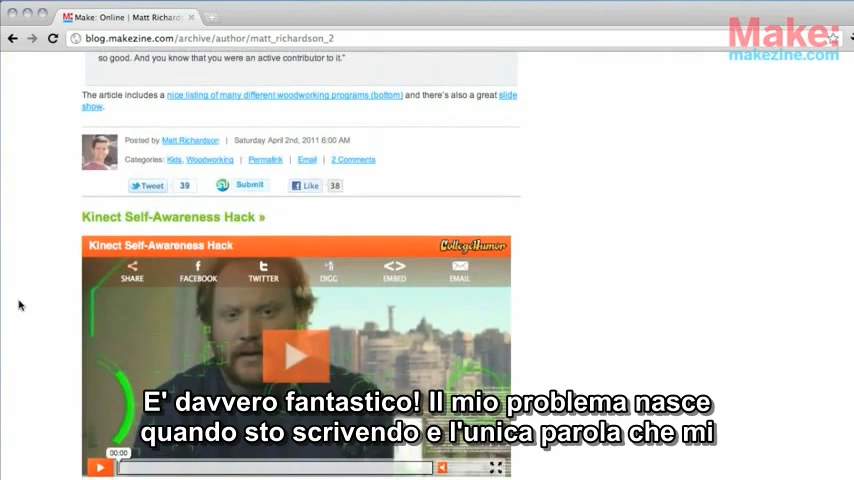 Make: Online | Matt Richards
blog.makezine.com/archive/author/matt_richardson_2
Make:
makezine.com
so good. And you know that you were an active contributor to it."
The article includes a nice listing of many different woodworking programs (bottom) and there's also a great slide
show.
Posted by Matt Richardson | Saturday April 2nd, 2011 6:00 AM
Categories: Kids, Woodworking | Permalink | Email | 2 Comments
Tweet 39 Submit Like 38
Kinect Self-Awareness Hack »
Kinect Self-Awareness Hack CollegeHumor
SHARE FACEBOOK TWITTER DIGG EMBED EMAIL
E' davvero fantastico! Il mio problema nasce
quando sto scrivendo e l'unica parola che mi
00:00